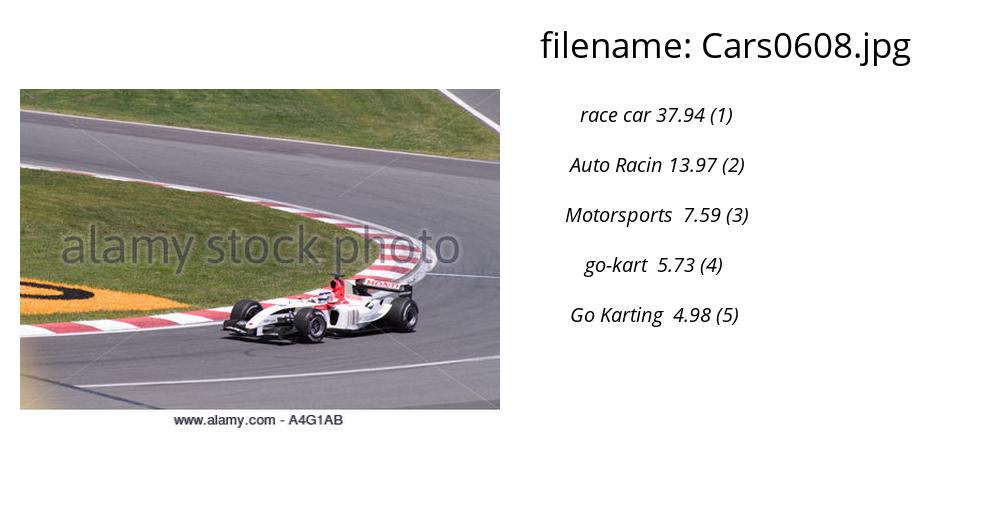 filename: Cars0608.jpg
race car 37.94 (1)
Auto Racin 13.97 (2)
Motorsports 7.59 (3)
go-kart 5.73 (4)
Go Karting 4.98 (5)
alamy stock photo
HONDA
www.alamy.com - A4G1AB